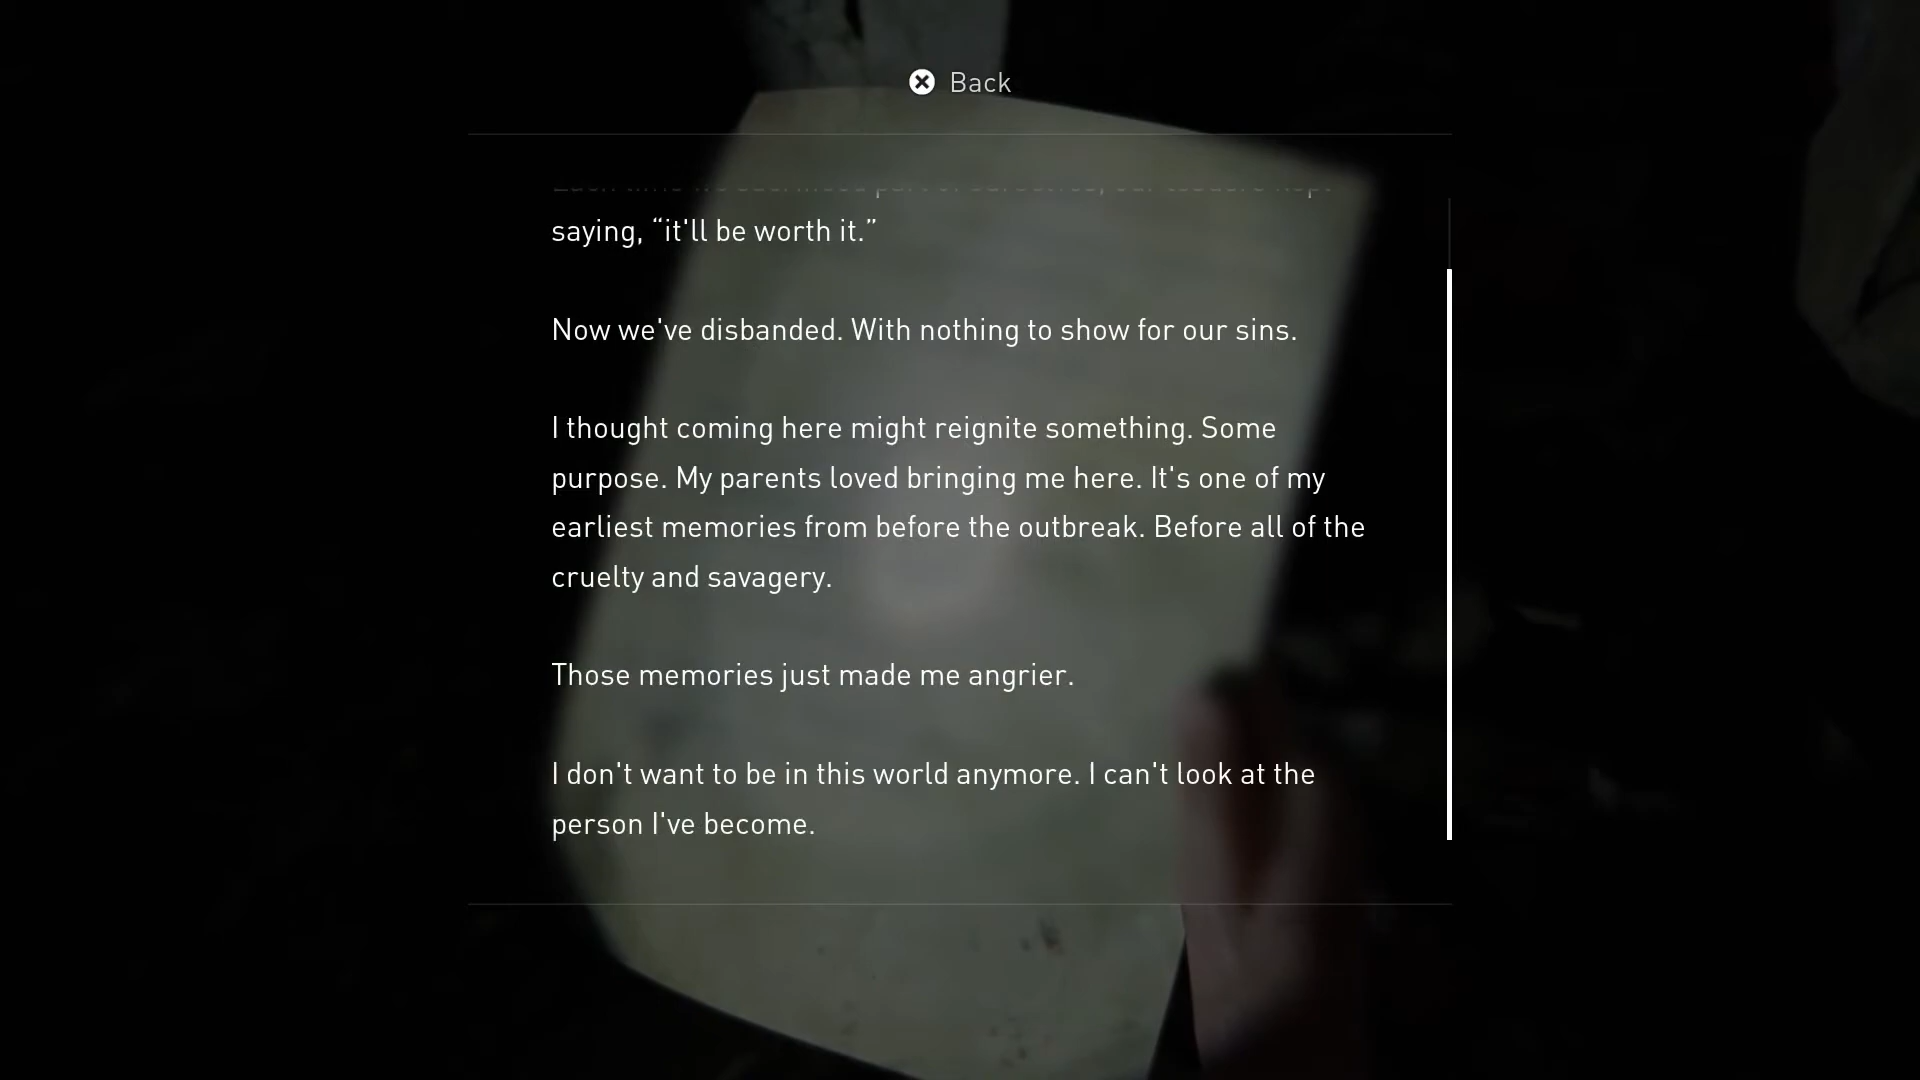 Back
saying, “it'll be worth it.”
Now we've disbanded. With nothing to show for our sins.
I thought coming here might reignite something. Some
purpose. My parents loved bringing me here. It's one of my
earliest memories from before the outbreak. Before all of the
cruelty and savagery.
Those memories just made me angrier.
I don't want to be in this world anymore. I can't look at the
person I've become.